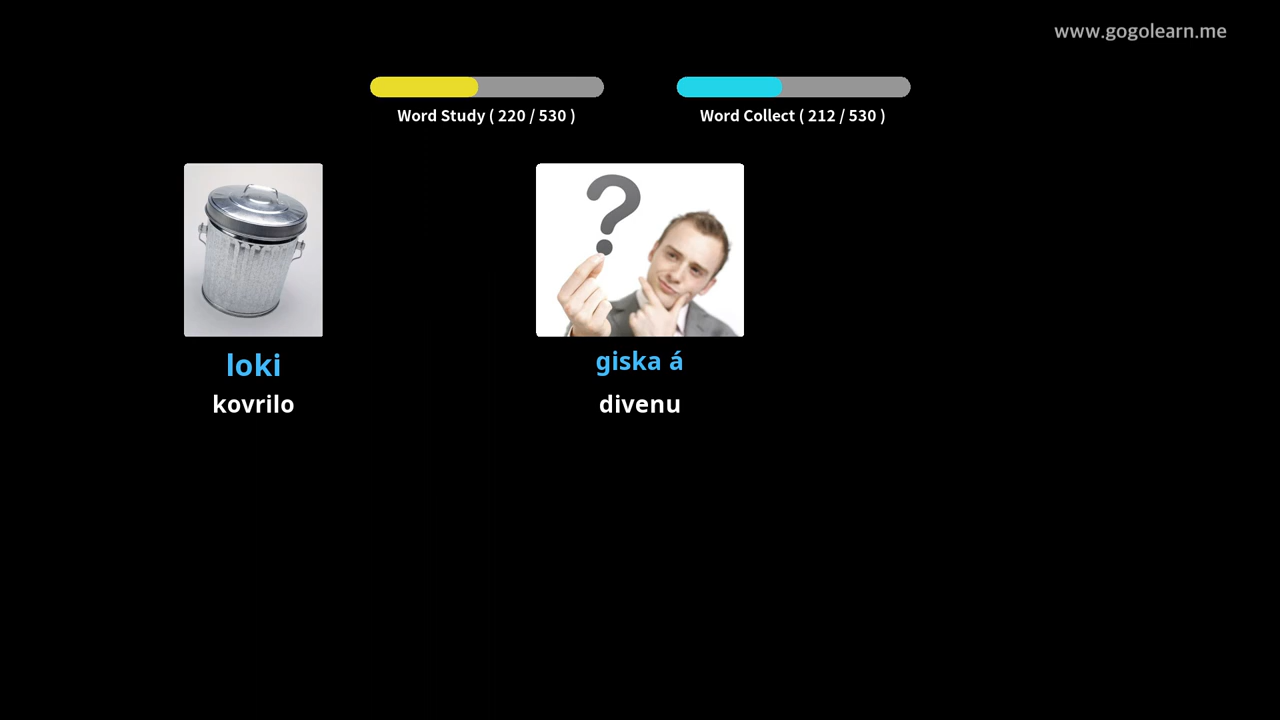 www.gogolearn.me
Word Study ( 220 / 530 )
Word Collect ( 212 / 530 )
loki
kovrilo
giska á
divenu